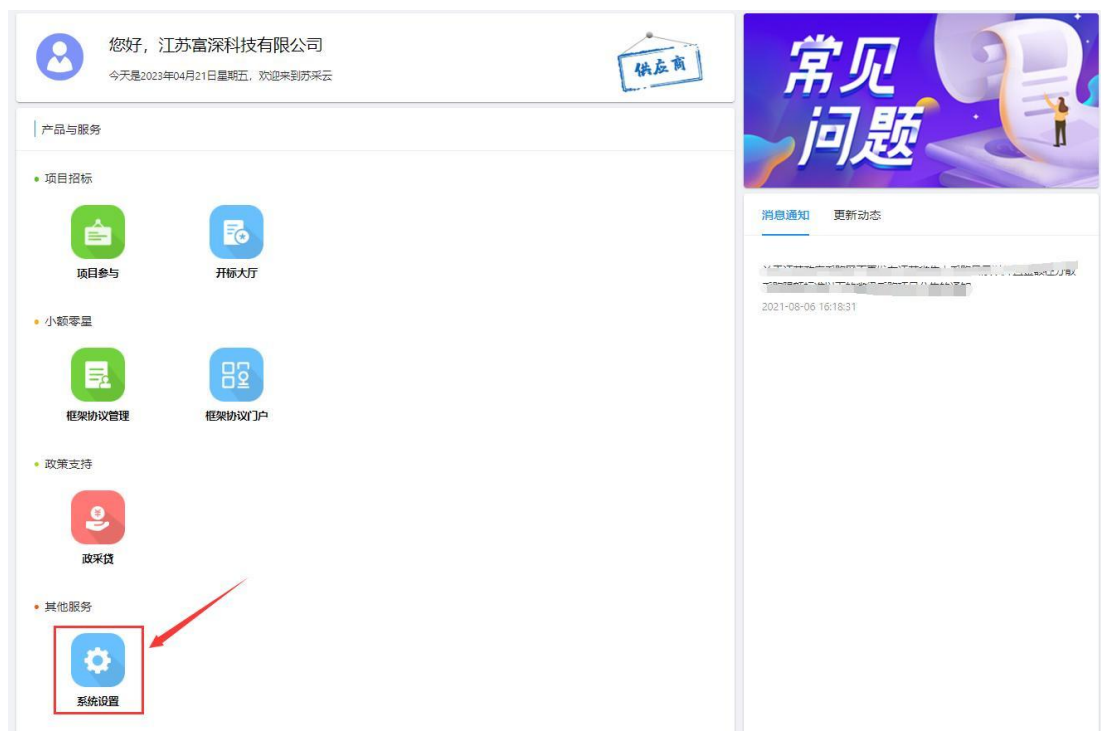 您好，江苏富深科技有限公司
今天是2023年04月21日星期五，欢迎来到苏采云
供应商
产品与服务
项目招标
项目参与
开标大厅
小额零星
框架协议管理
框架协议门户
政策支持
政采贷
其他服务
系统设置
常见
问题
消息通知
更新动态
2021-08-06 16:18:31